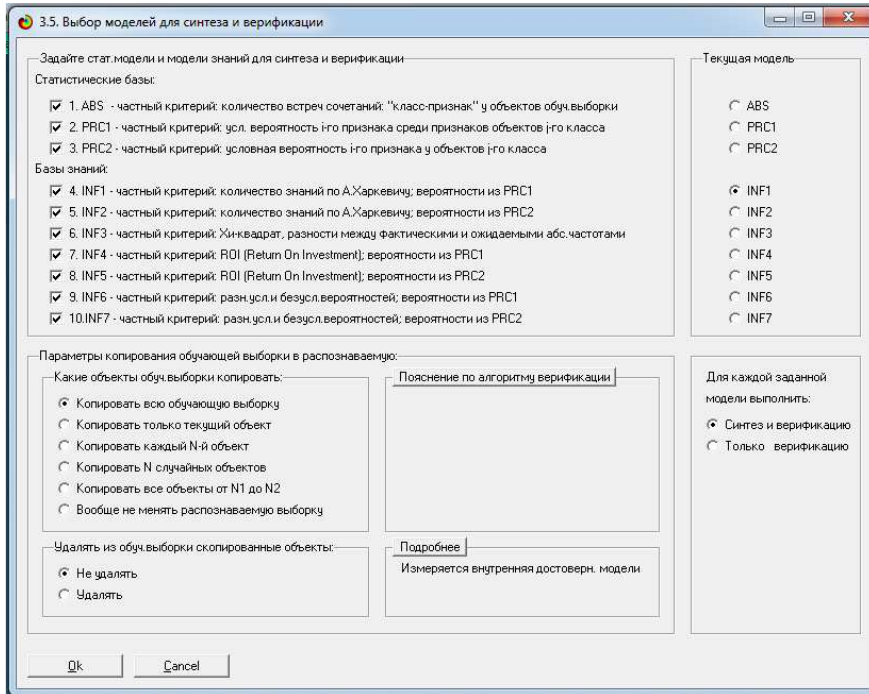 3.5. Выбор моделей для синтеза и верификации
Задайте стат.модели и модели знаний для синтеза и верификации
Статистические базы:
1. ABS - частный критерий: количество встреч сочетаний: "класс-признак" у объектов обуч.выборки
2. PRC1 - частный критерий: усл. вероятность i-го признака среди признаков объектов j-го класса
3. PRC2 - частный критерий: условная вероятность i-го признака у объектов j-го класса
Базы знаний:
4. INF1 - частный критерий: количество знаний по А.Харкевичу; вероятности из PRC1
5. INF2 - частный критерий: количество знаний по А.Харкевичу; вероятности из PRC2
6. INF3 - частный критерий: Хи-квадрат, разности между фактическими и ожидаемыми абс.частотами
7. INF4 - частный критерий: ROI (Return On Investment); вероятности из PRC1
8. INF5 - частный критерий: ROI (Return On Investment); вероятности из PRC2
9. INF6 - частный критерий: разн.усл.и безусл.вероятностей; вероятности из PRC1
10.INF7 - частный критерий: разн.усл.и безусл.вероятностей; вероятности из PRC2
Текущая модель
ABS
PRC1
PRC2
INF1
INF2
INF3
INF4
INF5
INF6
INF7
Параметры копирования обучающей выборки в распознаваемую:
Какие объекты обуч.выборки копировать:
Копировать всю обучающую выборку
Копировать только текущий объект
Копировать каждый N-й объект
Копировать N случайных объектов
Копировать все объекты от N1 до N2
Вообще не менять распознаваемую выборку
Пояснение по алгоритму верификации
Удалять из обуч.выборки скопированные объекты:
Не удалять
Удалять
Подробнее
Измеряется внутренняя достоверн. модели
Для каждой заданной
модели выполнить:
Синтез и верификацию
Только верификацию
Ok
Cancel